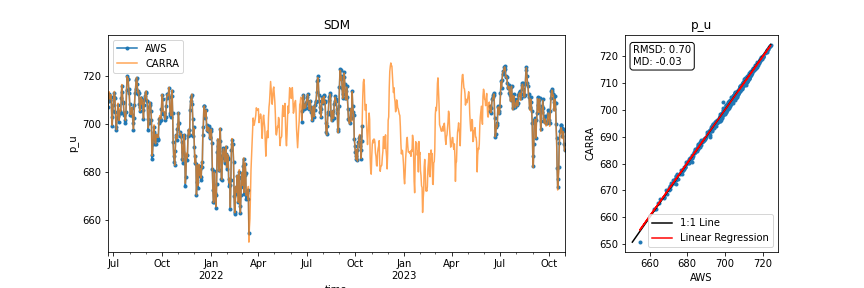 SDM
AWS
CARRA
720
700
680
660
p_u
Jul
Oct
Jan
2022
Apr
Jul
Oct
Jan
2023
Apr
Jul
Oct
time
p_u
RMSD: 0.70
MD: -0.03
720
710
700
690
680
670
660
650
CARRA
1:1 Line
Linear Regression
660
680
700
720
AWS